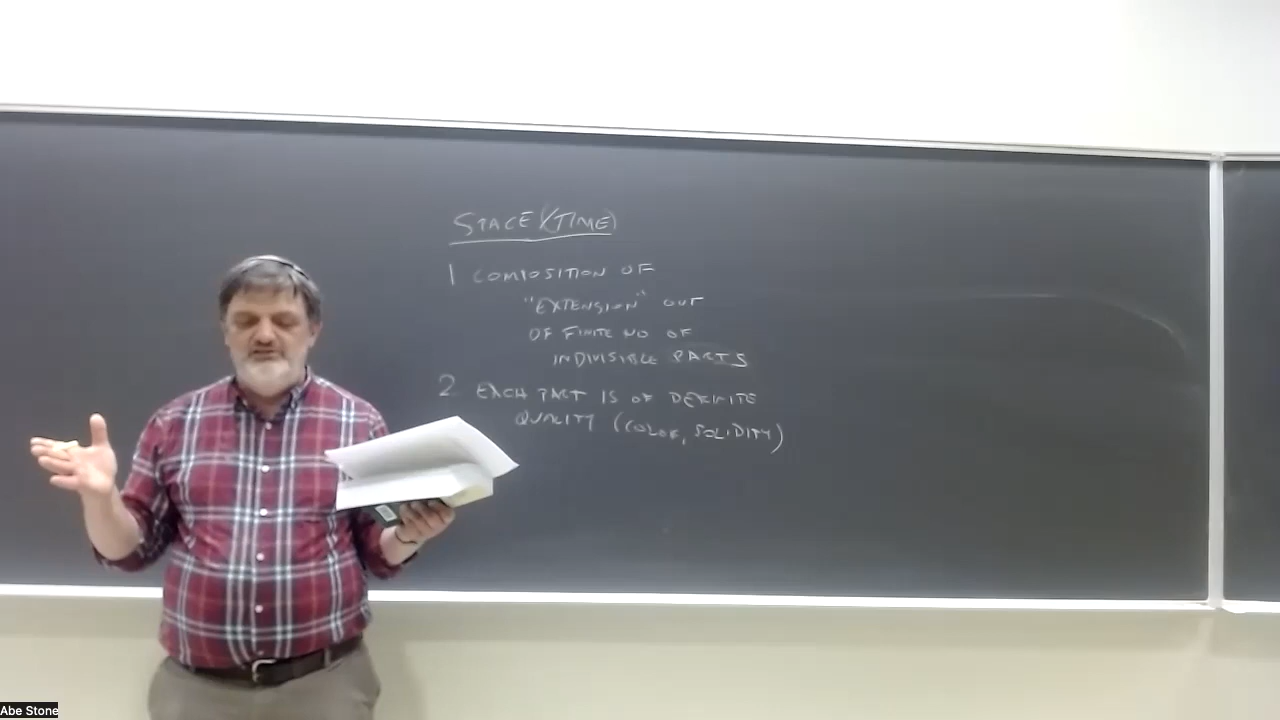 SPACE (TIME)
1 COMPOSITION OF
"EXTENSION" OUT
OF FINITE NO OF
INDIVISIBLE PARTS
2 EACH PART IS OF DEFINITE
QUALITY (COLOR, SOLIDITY)
Abe Stone